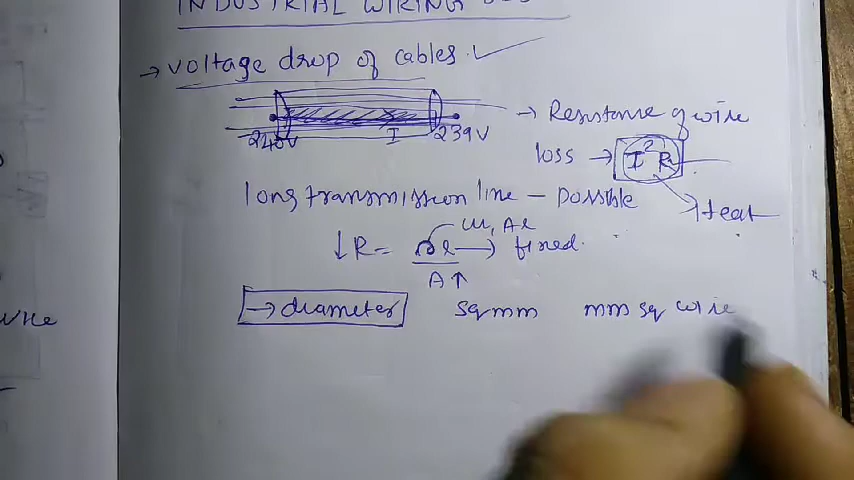 INDUSTRIAL WIRING
→ voltage drop of cables. ✓
240V I 239V → Resistance of wire
loss → I²R
long transmission line – possible → Heat
Cu, Al
↓ R = ρl → fixed.
A ↑
→ diameter sqmm mm sq wire
wire